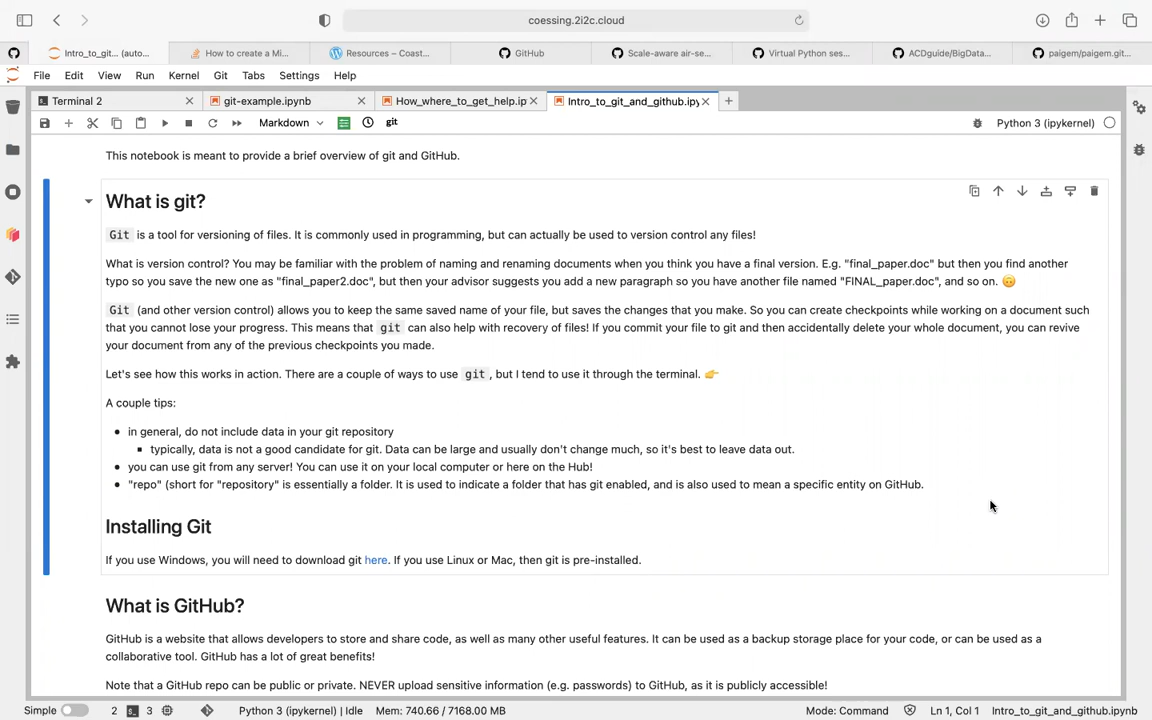 coessing.2i2c.cloud
Intro_to_git... (auto...
How to create a Mi...
Resources – Coast...
GitHub
Scale-aware air-se...
Virtual Python ses...
ACDguide/BigData...
paigem/paigem.git...
File Edit View Run Kernel Git Tabs Settings Help
Terminal 2
git-example.ipynb
How_where_to_get_help.ip
Intro_to_git_and_github.ipy
Markdown
git
Python 3 (ipykernel)
This notebook is meant to provide a brief overview of git and GitHub.
What is git?
Git is a tool for versioning of files. It is commonly used in programming, but can actually be used to version control any files!
What is version control? You may be familiar with the problem of naming and renaming documents when you think you have a final version. E.g. "final_paper.doc" but then you find another
typo so you save the new one as "final_paper2.doc", but then your advisor suggests you add a new paragraph so you have another file named "FINAL_paper.doc", and so on. 🙃
Git (and other version control) allows you to keep the same saved name of your file, but saves the changes that you make. So you can create checkpoints while working on a document such
that you cannot lose your progress. This means that git can also help with recovery of files! If you commit your file to git and then accidentally delete your whole document, you can revive
your document from any of the previous checkpoints you made.
Let's see how this works in action. There are a couple of ways to use git, but I tend to use it through the terminal. 👉
A couple tips:
• in general, do not include data in your git repository
▪ typically, data is not a good candidate for git. Data can be large and usually don't change much, so it's best to leave data out.
• you can use git from any server! You can use it on your local computer or here on the Hub!
• "repo" (short for "repository" is essentially a folder. It is used to indicate a folder that has git enabled, and is also used to mean a specific entity on GitHub.
Installing Git
If you use Windows, you will need to download git here. If you use Linux or Mac, then git is pre-installed.
What is GitHub?
GitHub is a website that allows developers to store and share code, as well as many other useful features. It can be used as a backup storage place for your code, or can be used as a
collaborative tool. GitHub has a lot of great benefits!
Note that a GitHub repo can be public or private. NEVER upload sensitive information (e.g. passwords) to GitHub, as it is publicly accessible!
Simple 2 3 Python 3 (ipykernel) | Idle Mem: 740.66 / 7168.00 MB Mode: Command Ln 1, Col 1 Intro_to_git_and_github.ipynb